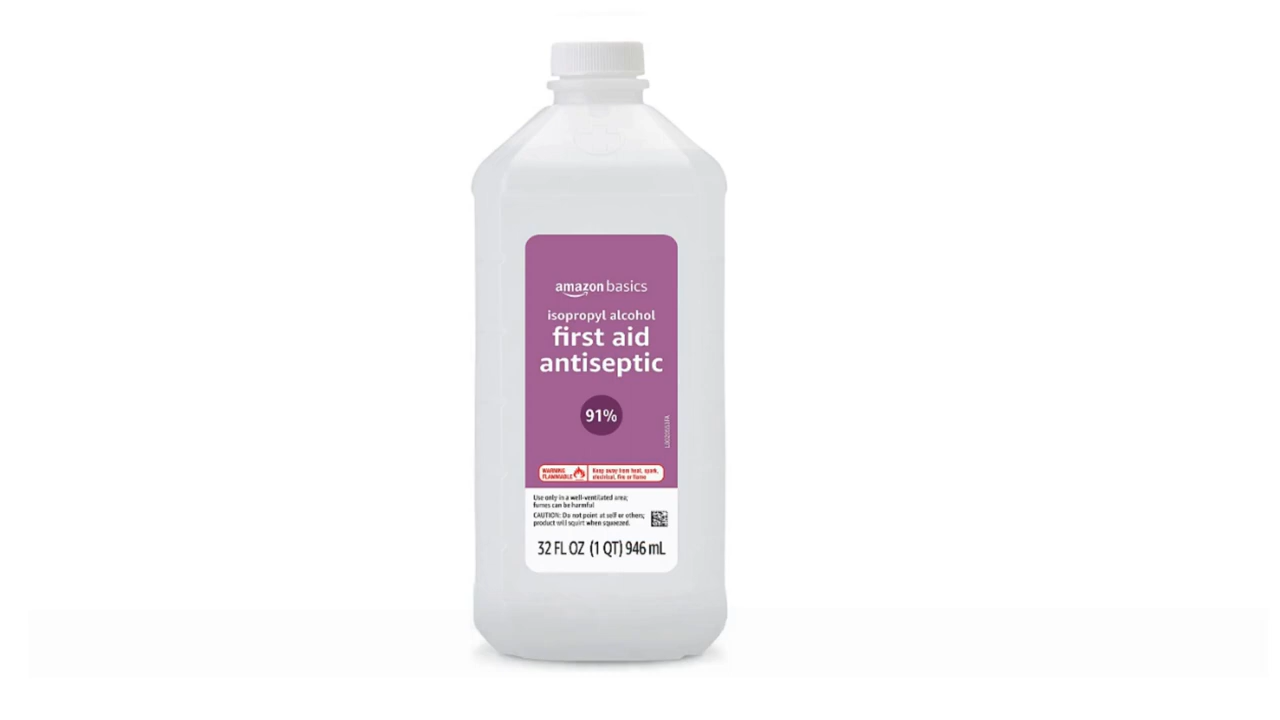 amazon basics
isopropyl alcohol
first aid
antiseptic
91%
WARNING
FLAMMABLE
Keep away from heat, spark,
electrical, fire or flame
Use only in a well-ventilated area;
fumes can be harmful
CAUTION: Do not point at self or others;
product will squirt when squeezed.
32 FL OZ (1 QT) 946 mL